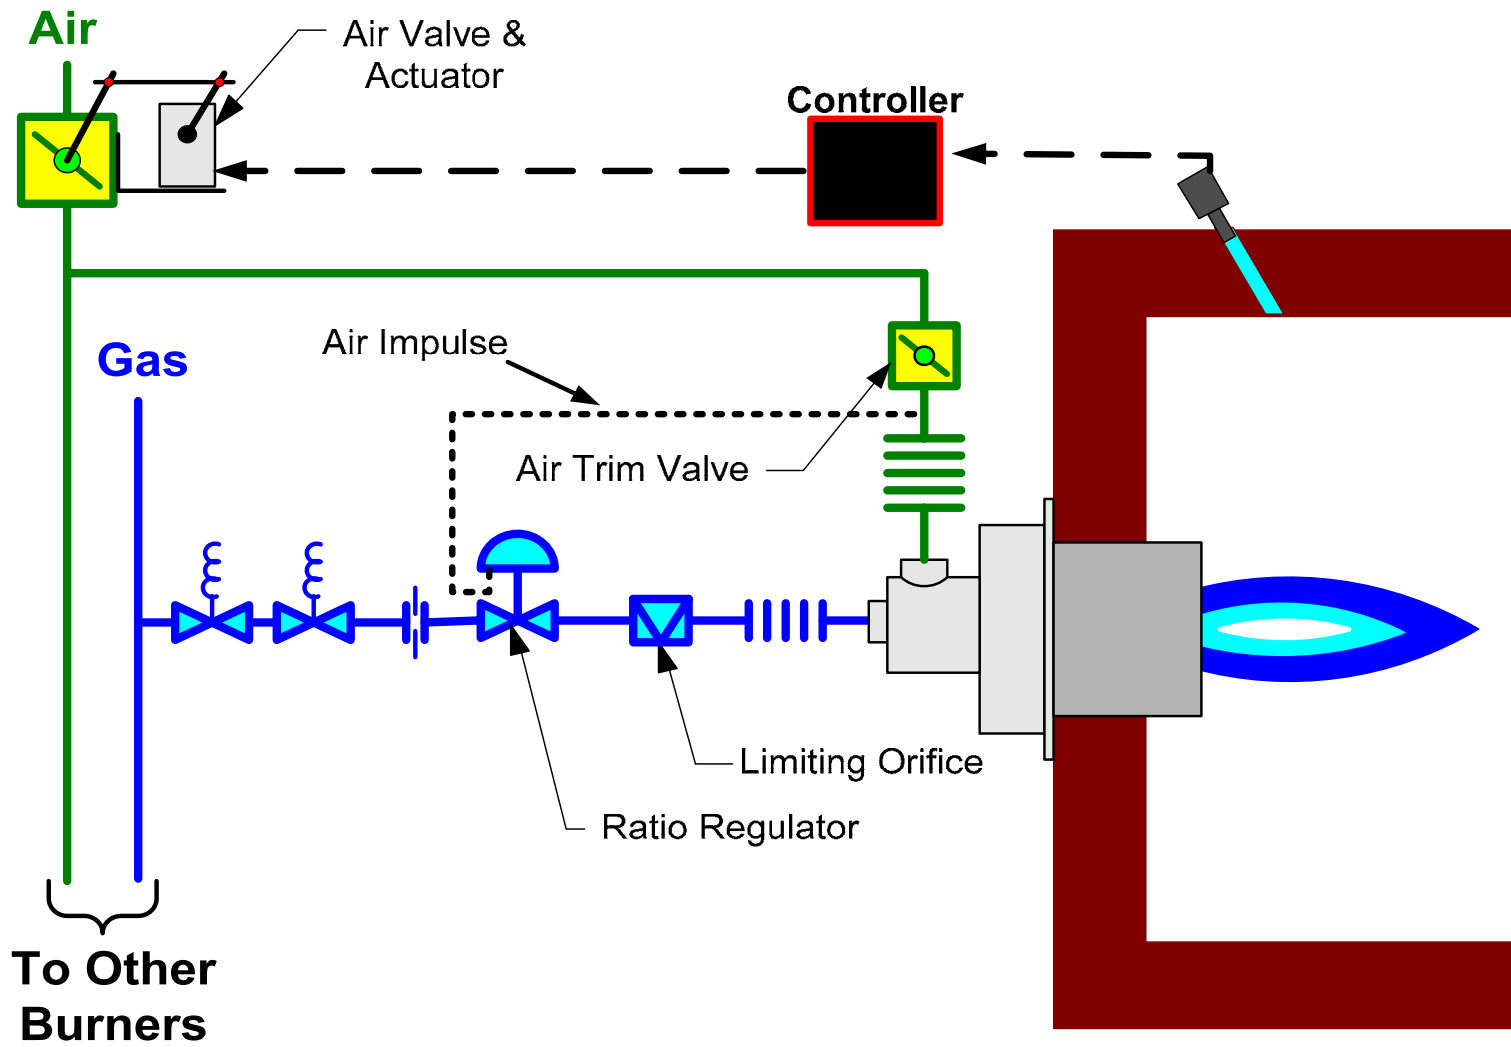 Air
Air Valve &
Actuator
Controller
Air Impulse
Gas
Air Trim Valve
Limiting Orifice
Ratio Regulator
To Other
Burners